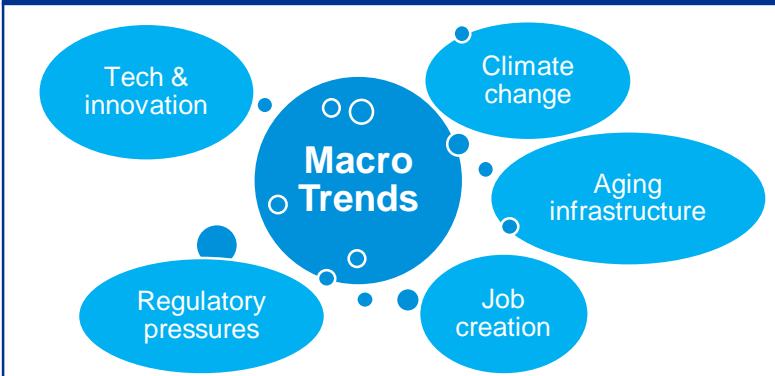 Tech &
innovation
Climate
change
Macro
Trends
Aging
infrastructure
Regulatory
pressures
Job
creation